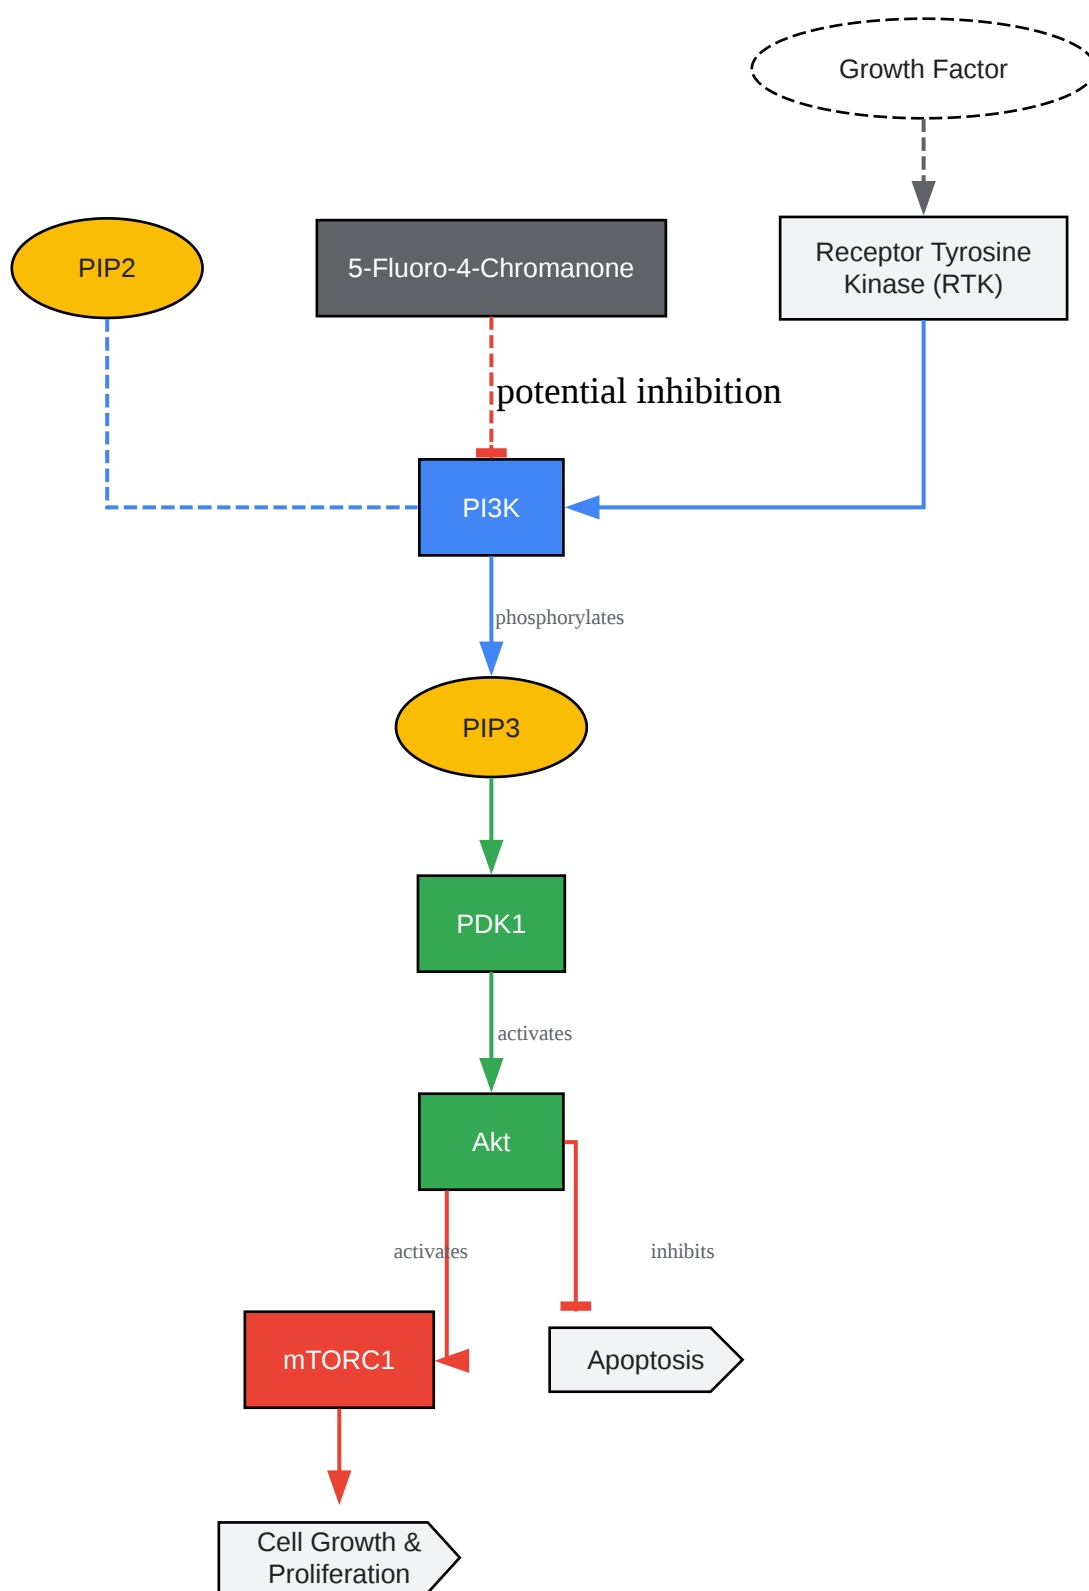 Growth Factor
PIP2
5-Fluoro-4-Chromanone
Receptor Tyrosine
Kinase (RTK)
potential inhibition
PI3K
phosphorylates
PIP3
PDK1
activates
Akt
activates
inhibits
mTORC1
Apoptosis
Cell Growth &
Proliferation